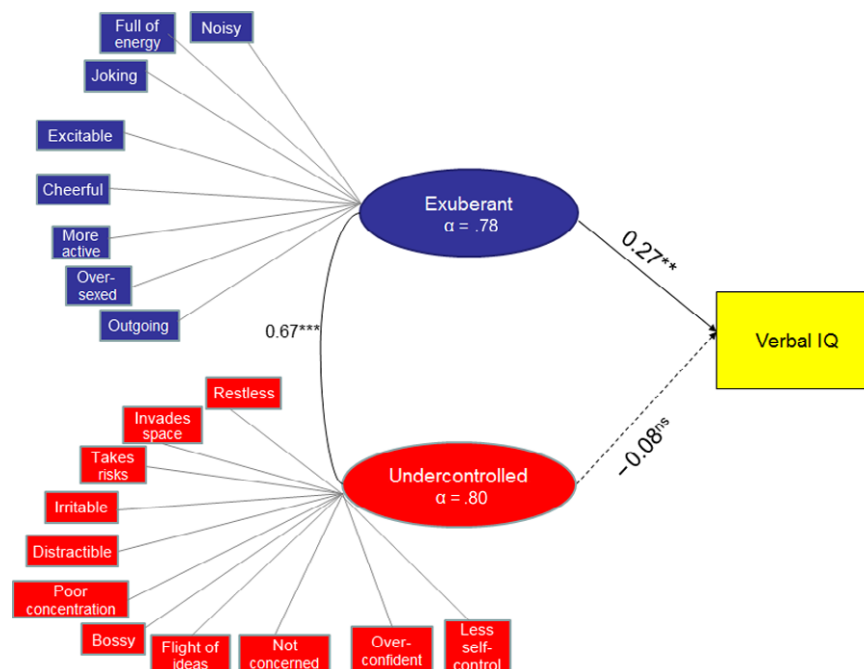 Full of
energy
Noisy
Joking
Excitable
Cheerful
More
active
Over-
sexed
Outgoing
Exuberant
α = .78
0.27**
Verbal IQ
0.67***
−0.08ns
Undercontrolled
α = .80
Restless
Invades
space
Takes
risks
Irritable
Distractible
Poor
concentration
Bossy
Flight of
ideas
Not
concerned
Over-
confident
Less
self-
control